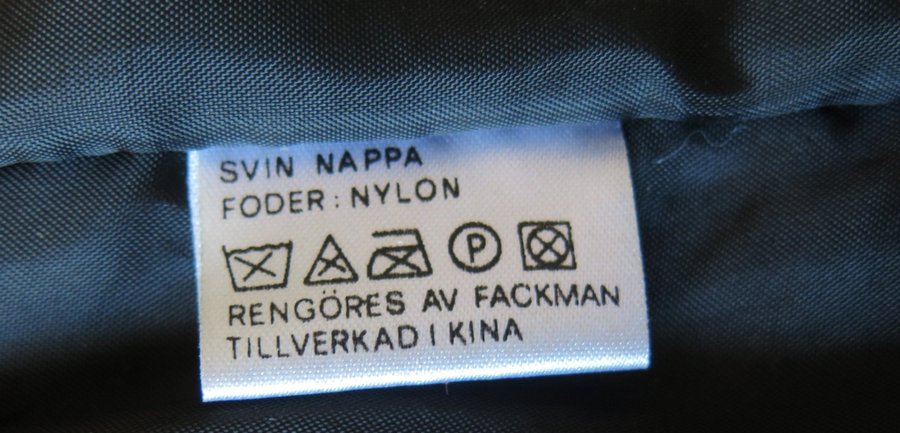 SVIN NAPPA
FODER: NYLON
P
RENGÖRES AV FACKMAN
TILLVERKAD I KINA